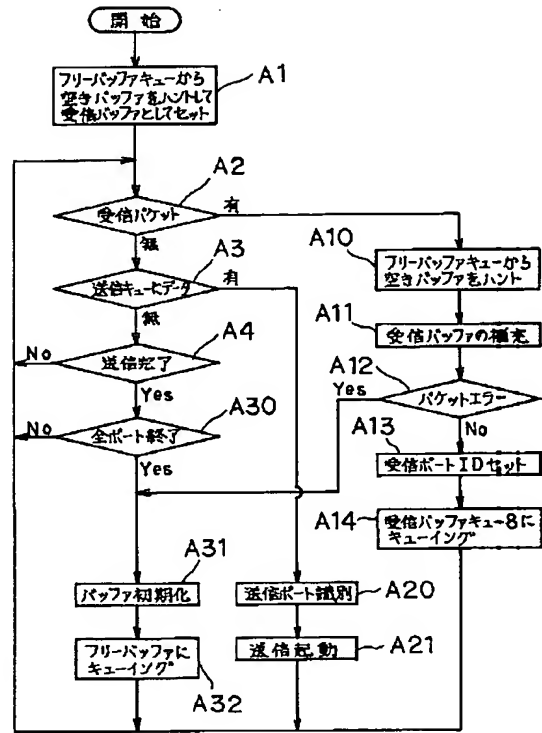 開始
フリーバッファキューから
空きバッファをハントして
受信バッファとしてセット
A1
A2
受信パケット
有
無
A3
送信キューにデータ
有
無
A4
No
送信完了
Yes
A30
No
全ポート終了
Yes
A31
バッファ初期化
フリーバッファに
キューイング
A32
A10
フリーバッファキューから
空きバッファをハント
A11
受信バッファの補充
A12
Yes
パケットエラー
No
A13
受信ポートIDセット
A14
受信バッファキュー8に
キューイング
送信ポート識別
A20
送信起動
A21